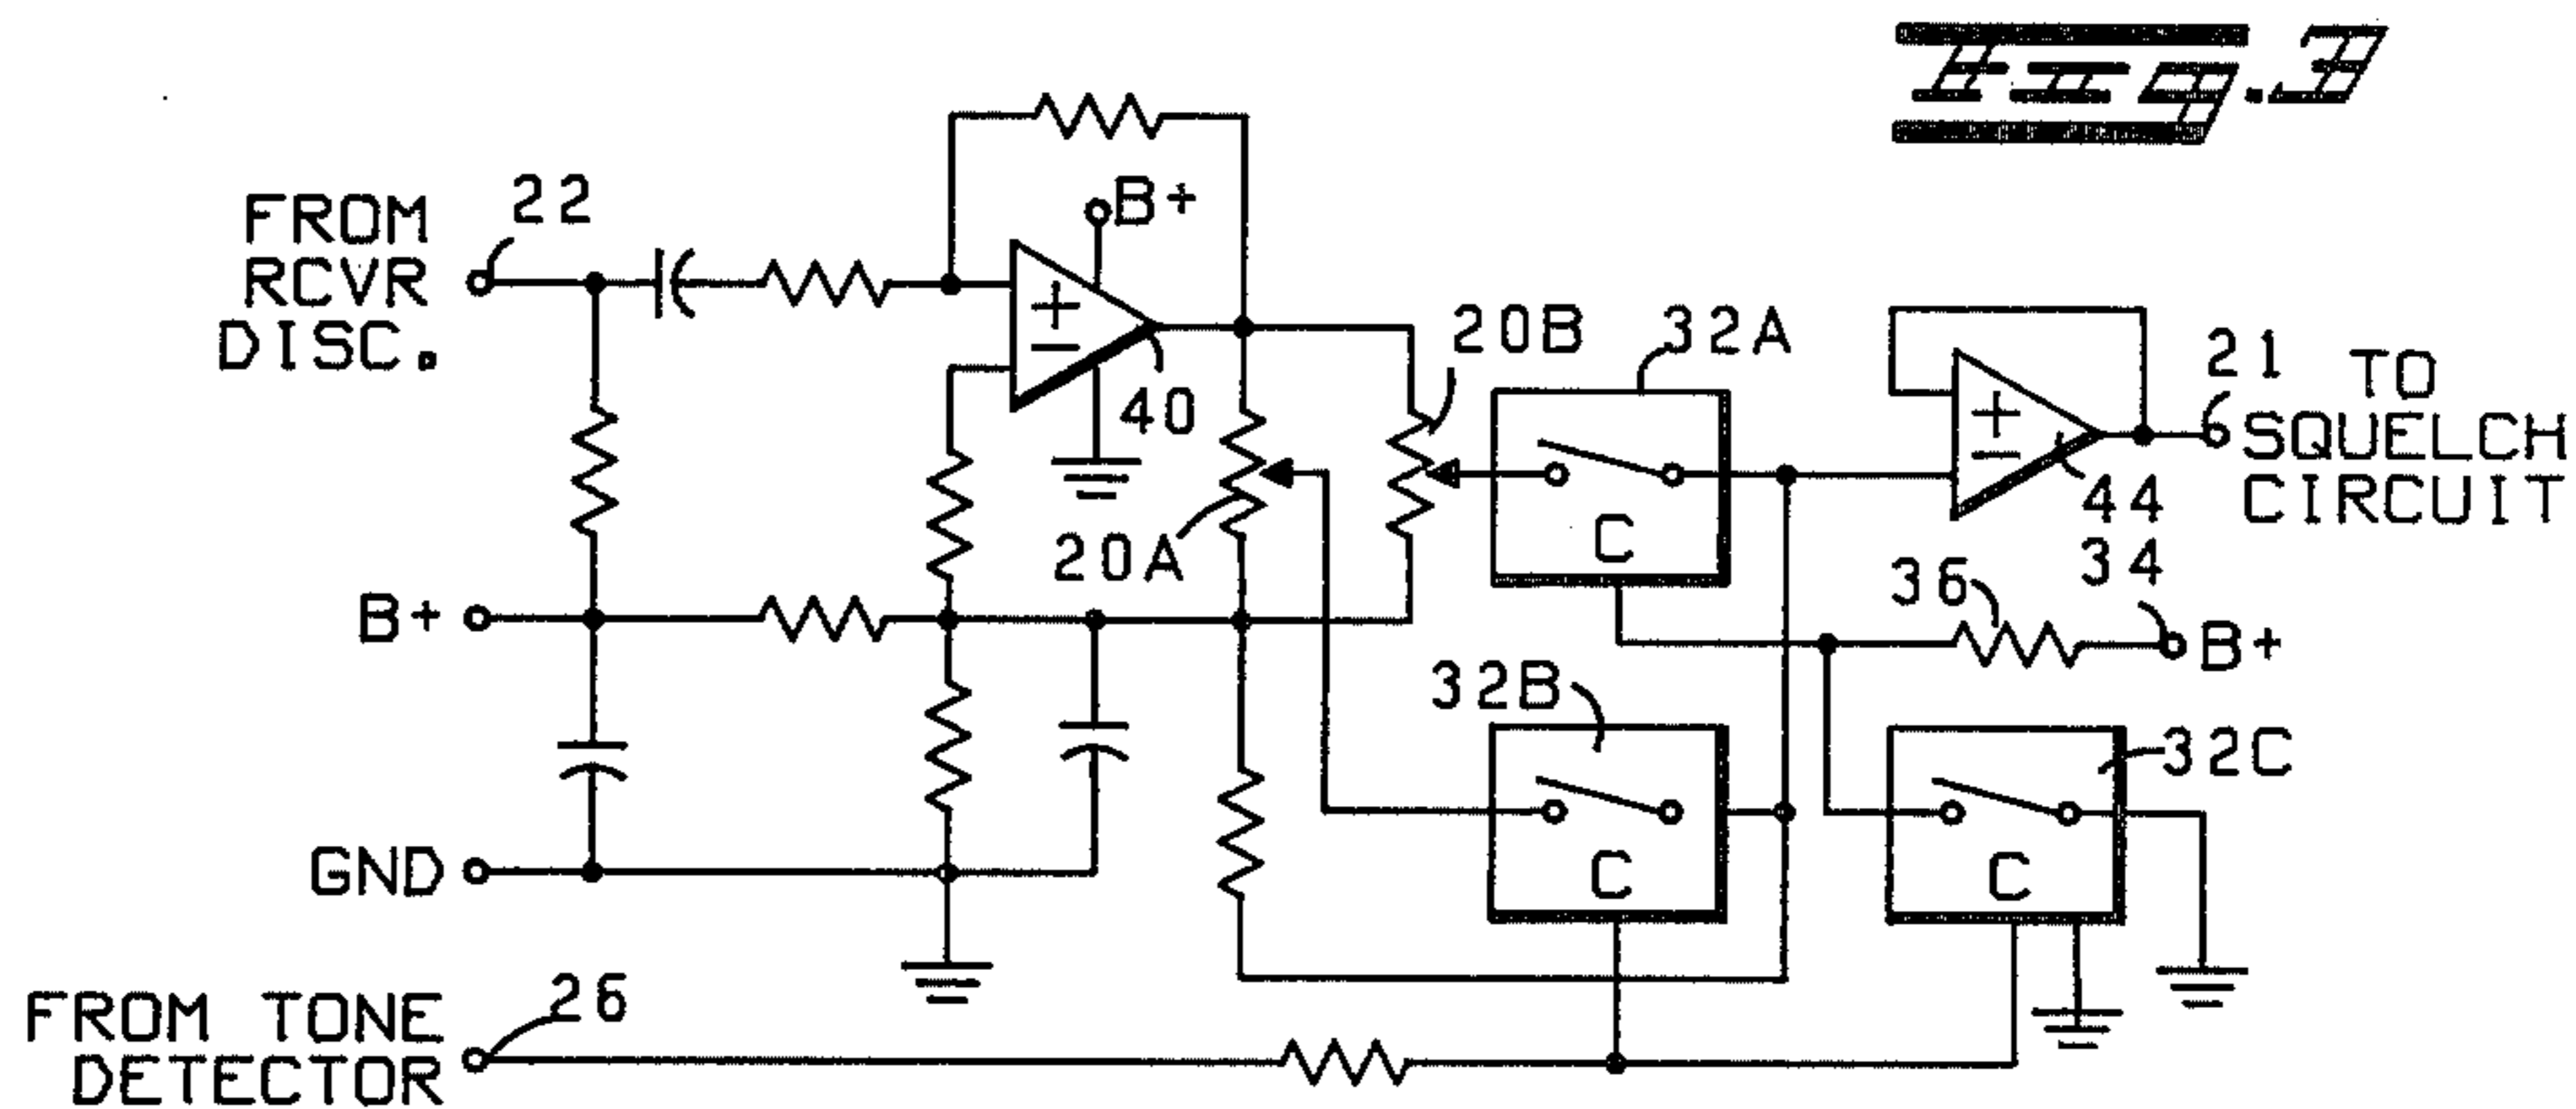 Fig. 3
FROM
RCVR
DISC.
22
B+
+
−
40
20A
20B
32A
C
+
−
44
21
TO
SQUELCH
CIRCUIT
B+
36
34
B+
32B
C
32C
C
GND
FROM TONE
DETECTOR
26